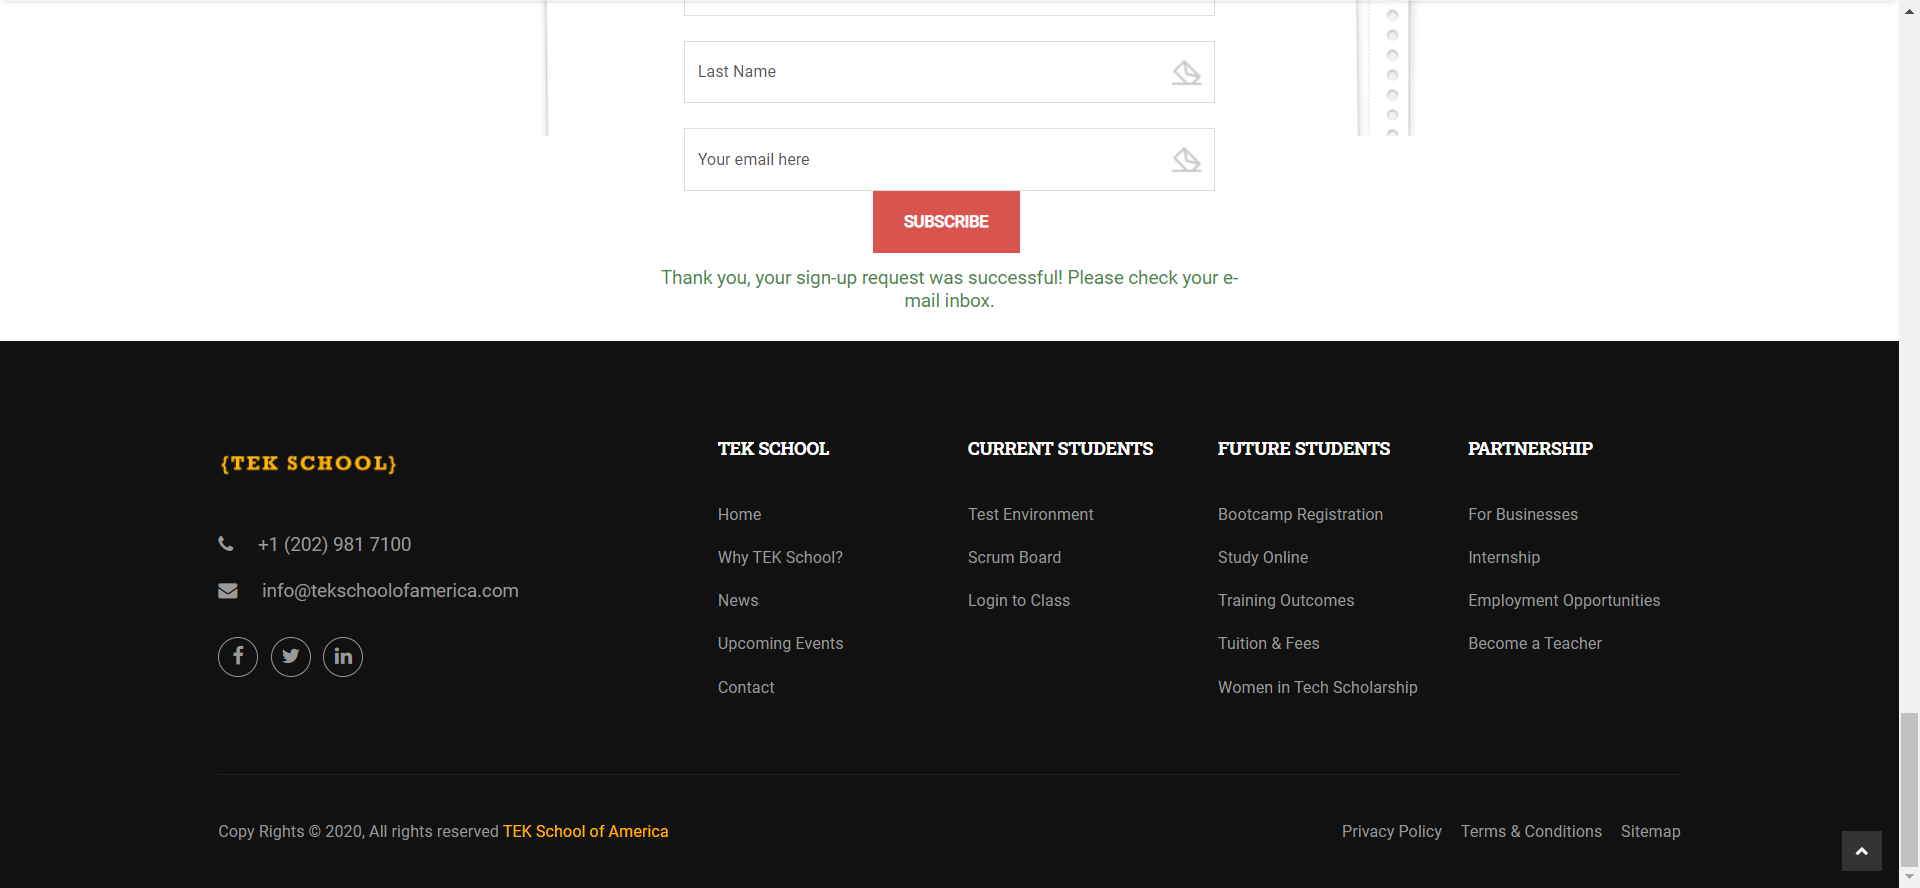 Last Name
Your email here
SUBSCRIBE
Thank you, your sign-up request was successful! Please check your e-
mail inbox.
{TEK SCHOOL}
+1 (202) 981 7100
info@tekschoolofamerica.com
TEK SCHOOL
Home
Why TEK School?
News
Upcoming Events
Contact
CURRENT STUDENTS
Test Environment
Scrum Board
Login to Class
FUTURE STUDENTS
Bootcamp Registration
Study Online
Training Outcomes
Tuition & Fees
Women in Tech Scholarship
PARTNERSHIP
For Businesses
Internship
Employment Opportunities
Become a Teacher
Copy Rights © 2020, All rights reserved TEK School of America
Privacy Policy Terms & Conditions Sitemap